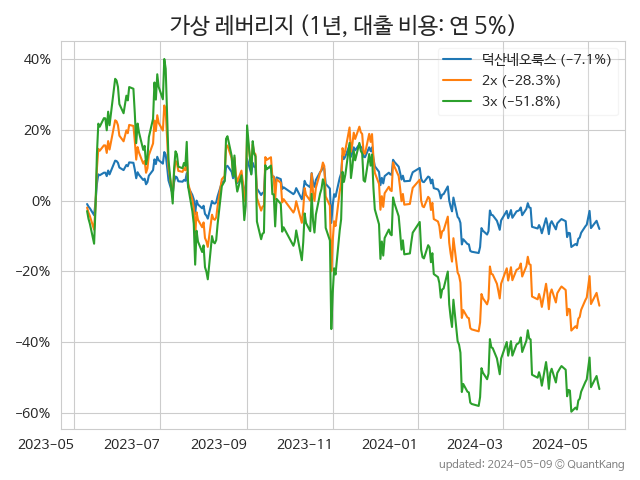 가상 레버리지 (1년, 대출 비용: 연 5%)
덕산네오룩스 (−7.1%)
2x (−28.3%)
3x (−51.8%)
40%
20%
0%
−20%
−40%
−60%
2023-05 2023-07 2023-09 2023-11 2024-01 2024-03 2024-05
updated: 2024-05-09 © QuantKang